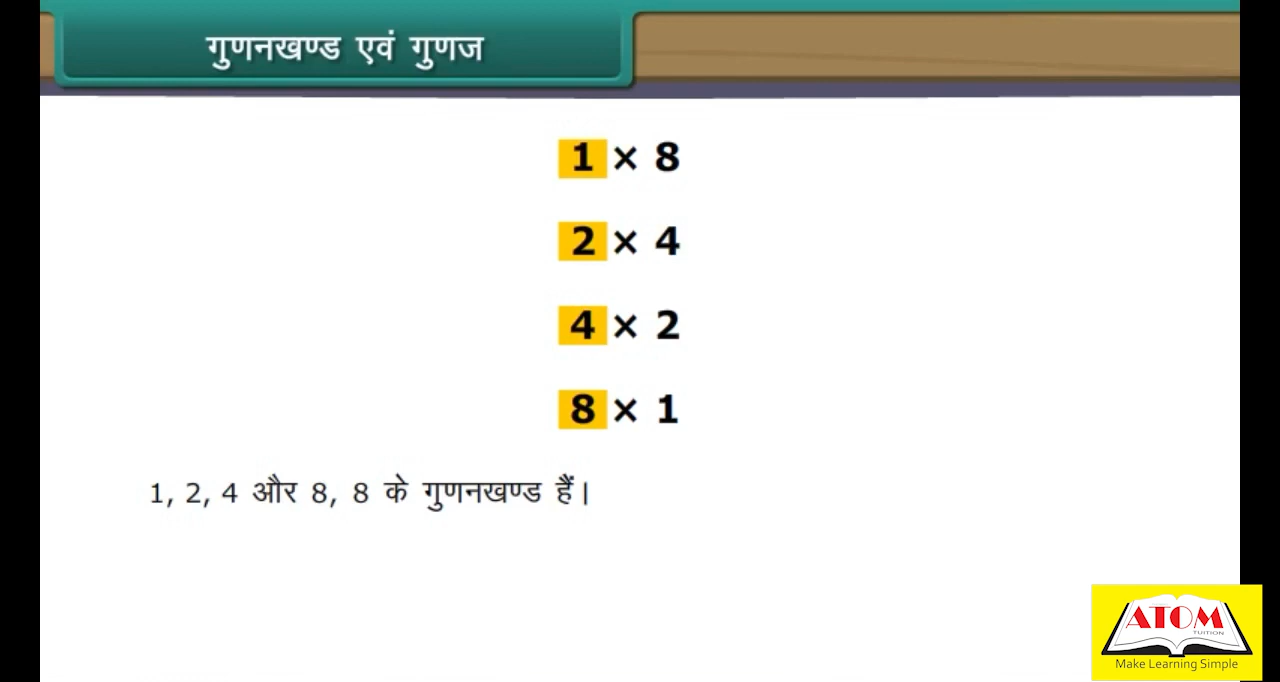 गुणनखण्ड एवं गुणज
1 × 8
2 × 4
4 × 2
8 × 1
1, 2, 4 और 8, 8 के गुणनखण्ड हैं।
ATOM
TUITION
Make Learning Simple